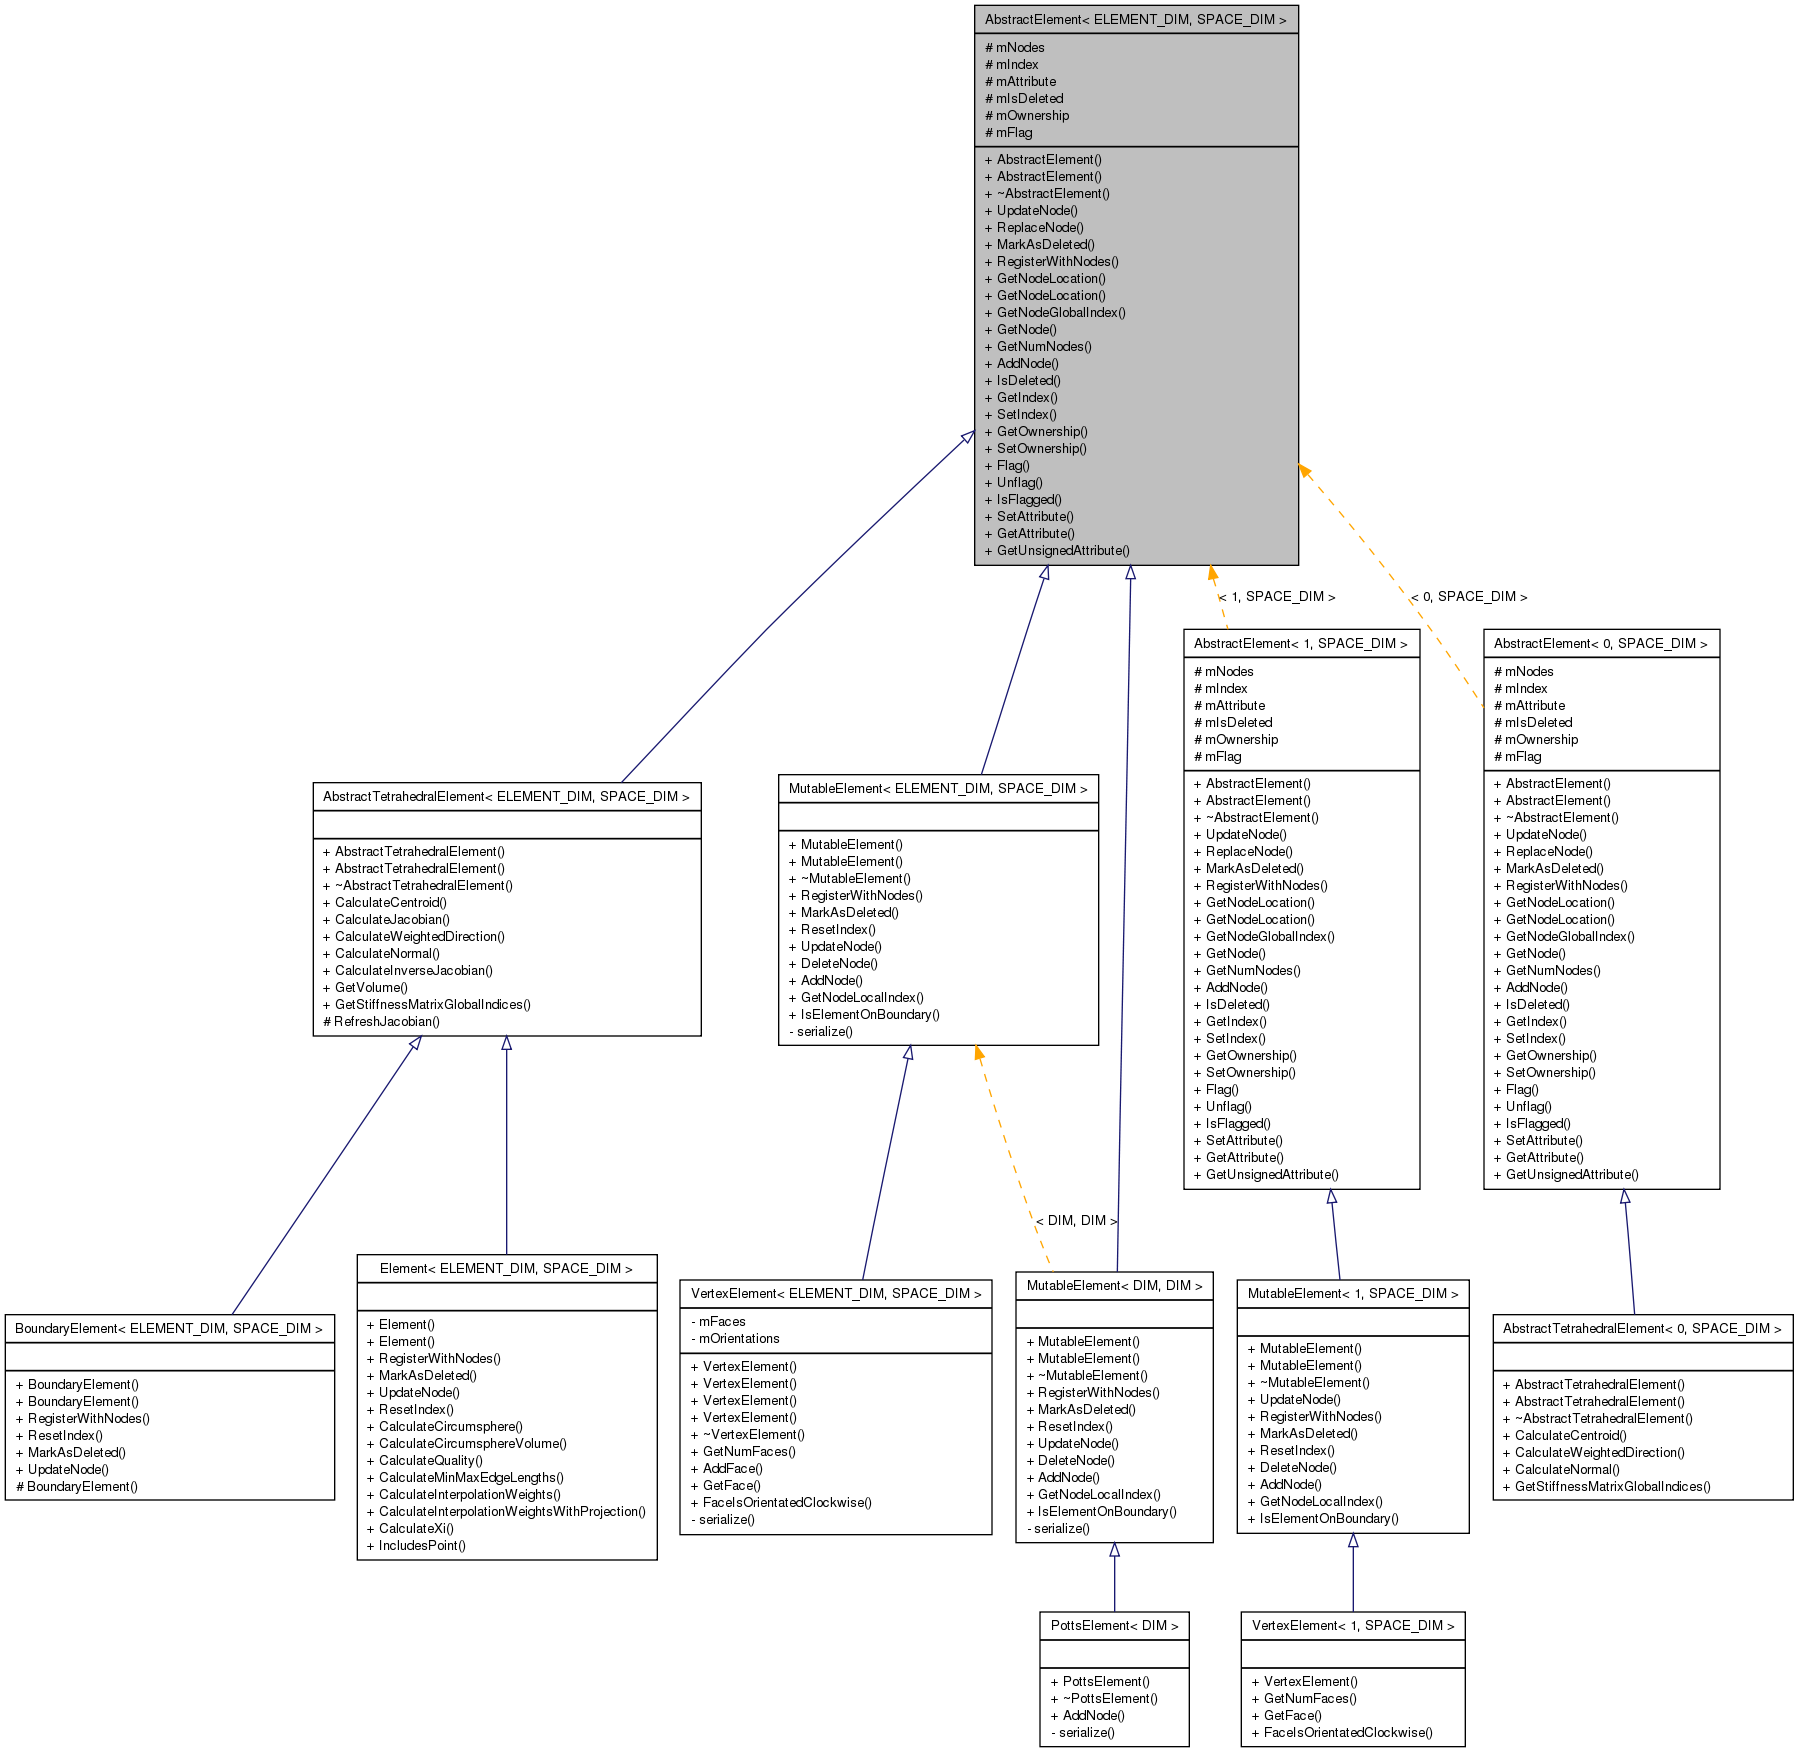 AbstractElement< ELEMENT_DIM, SPACE_DIM >
# mNodes
# mIndex
# mAttribute
# mIsDeleted
# mOwnership
# mFlag
+ AbstractElement()
+ AbstractElement()
+ ~AbstractElement()
+ UpdateNode()
+ ReplaceNode()
+ MarkAsDeleted()
+ RegisterWithNodes()
+ GetNodeLocation()
+ GetNodeLocation()
+ GetNodeGlobalIndex()
+ GetNode()
+ GetNumNodes()
+ AddNode()
+ IsDeleted()
+ GetIndex()
+ SetIndex()
+ GetOwnership()
+ SetOwnership()
+ Flag()
+ Unflag()
+ IsFlagged()
+ SetAttribute()
+ GetAttribute()
+ GetUnsignedAttribute()
< 1, SPACE_DIM >
< 0, SPACE_DIM >
AbstractTetrahedralElement< ELEMENT_DIM, SPACE_DIM >
+ AbstractTetrahedralElement()
+ AbstractTetrahedralElement()
+ ~AbstractTetrahedralElement()
+ CalculateCentroid()
+ CalculateJacobian()
+ CalculateWeightedDirection()
+ CalculateNormal()
+ CalculateInverseJacobian()
+ GetVolume()
+ GetStiffnessMatrixGlobalIndices()
# RefreshJacobian()
MutableElement< ELEMENT_DIM, SPACE_DIM >
+ MutableElement()
+ MutableElement()
+ ~MutableElement()
+ RegisterWithNodes()
+ MarkAsDeleted()
+ ResetIndex()
+ UpdateNode()
+ DeleteNode()
+ AddNode()
+ GetNodeLocalIndex()
+ IsElementOnBoundary()
- serialize()
AbstractElement< 1, SPACE_DIM >
# mNodes
# mIndex
# mAttribute
# mIsDeleted
# mOwnership
# mFlag
+ AbstractElement()
+ AbstractElement()
+ ~AbstractElement()
+ UpdateNode()
+ ReplaceNode()
+ MarkAsDeleted()
+ RegisterWithNodes()
+ GetNodeLocation()
+ GetNodeLocation()
+ GetNodeGlobalIndex()
+ GetNode()
+ GetNumNodes()
+ AddNode()
+ IsDeleted()
+ GetIndex()
+ SetIndex()
+ GetOwnership()
+ SetOwnership()
+ Flag()
+ Unflag()
+ IsFlagged()
+ SetAttribute()
+ GetAttribute()
+ GetUnsignedAttribute()
AbstractElement< 0, SPACE_DIM >
# mNodes
# mIndex
# mAttribute
# mIsDeleted
# mOwnership
# mFlag
+ AbstractElement()
+ AbstractElement()
+ ~AbstractElement()
+ UpdateNode()
+ ReplaceNode()
+ MarkAsDeleted()
+ RegisterWithNodes()
+ GetNodeLocation()
+ GetNodeLocation()
+ GetNodeGlobalIndex()
+ GetNode()
+ GetNumNodes()
+ AddNode()
+ IsDeleted()
+ GetIndex()
+ SetIndex()
+ GetOwnership()
+ SetOwnership()
+ Flag()
+ Unflag()
+ IsFlagged()
+ SetAttribute()
+ GetAttribute()
+ GetUnsignedAttribute()
< DIM, DIM >
BoundaryElement< ELEMENT_DIM, SPACE_DIM >
+ BoundaryElement()
+ BoundaryElement()
+ RegisterWithNodes()
+ ResetIndex()
+ MarkAsDeleted()
+ UpdateNode()
# BoundaryElement()
Element< ELEMENT_DIM, SPACE_DIM >
+ Element()
+ Element()
+ RegisterWithNodes()
+ MarkAsDeleted()
+ UpdateNode()
+ ResetIndex()
+ CalculateCircumsphere()
+ CalculateCircumsphereVolume()
+ CalculateQuality()
+ CalculateMinMaxEdgeLengths()
+ CalculateInterpolationWeights()
+ CalculateInterpolationWeightsWithProjection()
+ CalculateXi()
+ IncludesPoint()
VertexElement< ELEMENT_DIM, SPACE_DIM >
- mFaces
- mOrientations
+ VertexElement()
+ VertexElement()
+ VertexElement()
+ VertexElement()
+ ~VertexElement()
+ GetNumFaces()
+ AddFace()
+ GetFace()
+ FaceIsOrientatedClockwise()
- serialize()
MutableElement< DIM, DIM >
+ MutableElement()
+ MutableElement()
+ ~MutableElement()
+ RegisterWithNodes()
+ MarkAsDeleted()
+ ResetIndex()
+ UpdateNode()
+ DeleteNode()
+ AddNode()
+ GetNodeLocalIndex()
+ IsElementOnBoundary()
- serialize()
MutableElement< 1, SPACE_DIM >
+ MutableElement()
+ MutableElement()
+ ~MutableElement()
+ UpdateNode()
+ RegisterWithNodes()
+ MarkAsDeleted()
+ ResetIndex()
+ DeleteNode()
+ AddNode()
+ GetNodeLocalIndex()
+ IsElementOnBoundary()
AbstractTetrahedralElement< 0, SPACE_DIM >
+ AbstractTetrahedralElement()
+ AbstractTetrahedralElement()
+ ~AbstractTetrahedralElement()
+ CalculateCentroid()
+ CalculateWeightedDirection()
+ CalculateNormal()
+ GetStiffnessMatrixGlobalIndices()
PottsElement< DIM >
+ PottsElement()
+ ~PottsElement()
+ AddNode()
- serialize()
VertexElement< 1, SPACE_DIM >
+ VertexElement()
+ GetNumFaces()
+ GetFace()
+ FaceIsOrientatedClockwise()